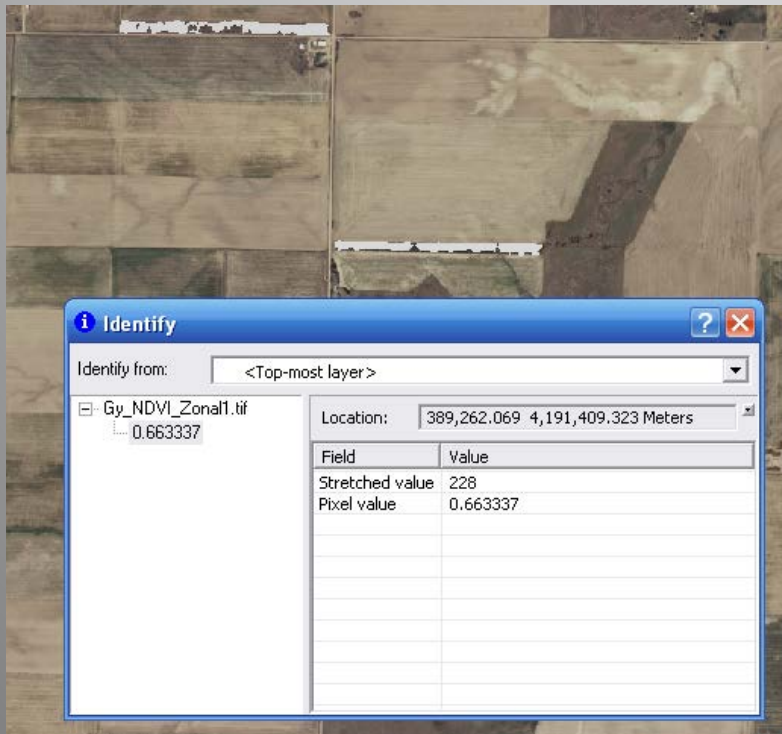 Identify
Identify from: <Top-most layer>
Gy_NDVI_Zonal1.tif
0.663337
Location: 389,262.069 4,191,409.323 Meters
Field Value
Stretched value 228
Pixel value 0.663337